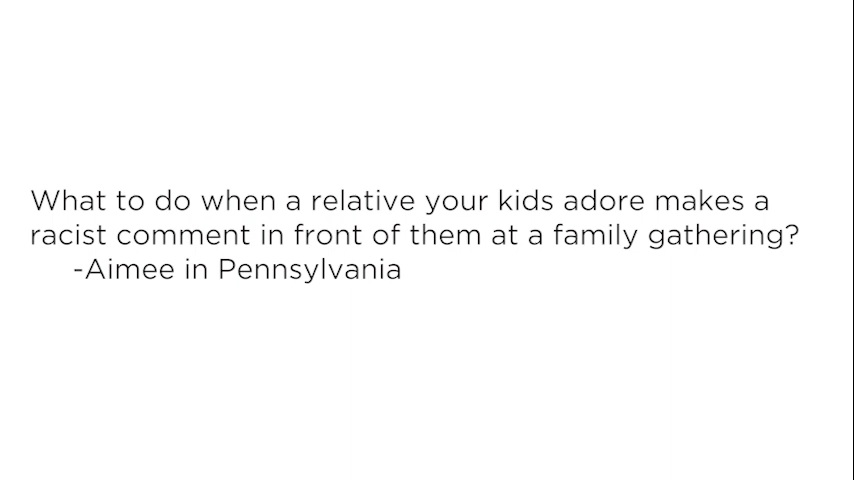 What to do when a relative your kids adore makes a
racist comment in front of them at a family gathering?
-Aimee in Pennsylvania